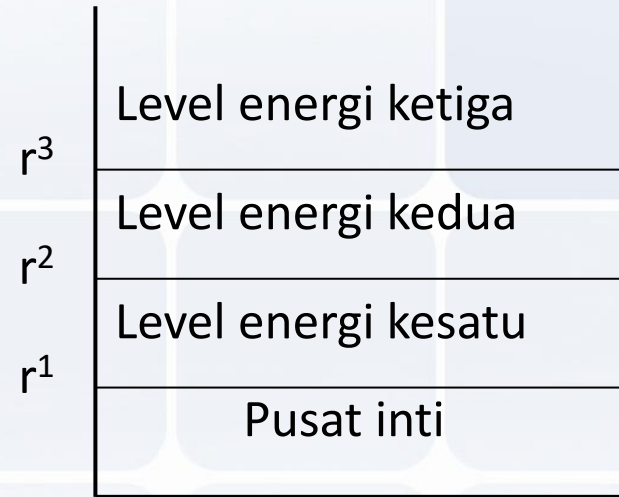 Level energi ketiga
r³
Level energi kedua
r²
Level energi kesatu
r¹
Pusat inti